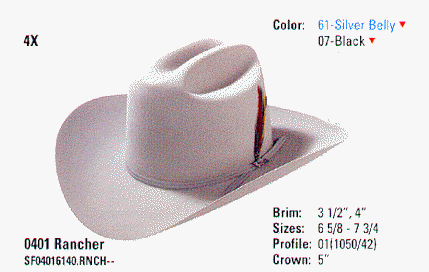 4X
Color: 61-Silver Belly
07-Black
0401 Rancher
SF04016140.RNCH--
Brim: 3 1/2", 4"
Sizes: 6 5/8 - 7 3/4
Profile: 01(1050/42)
Crown: 5"